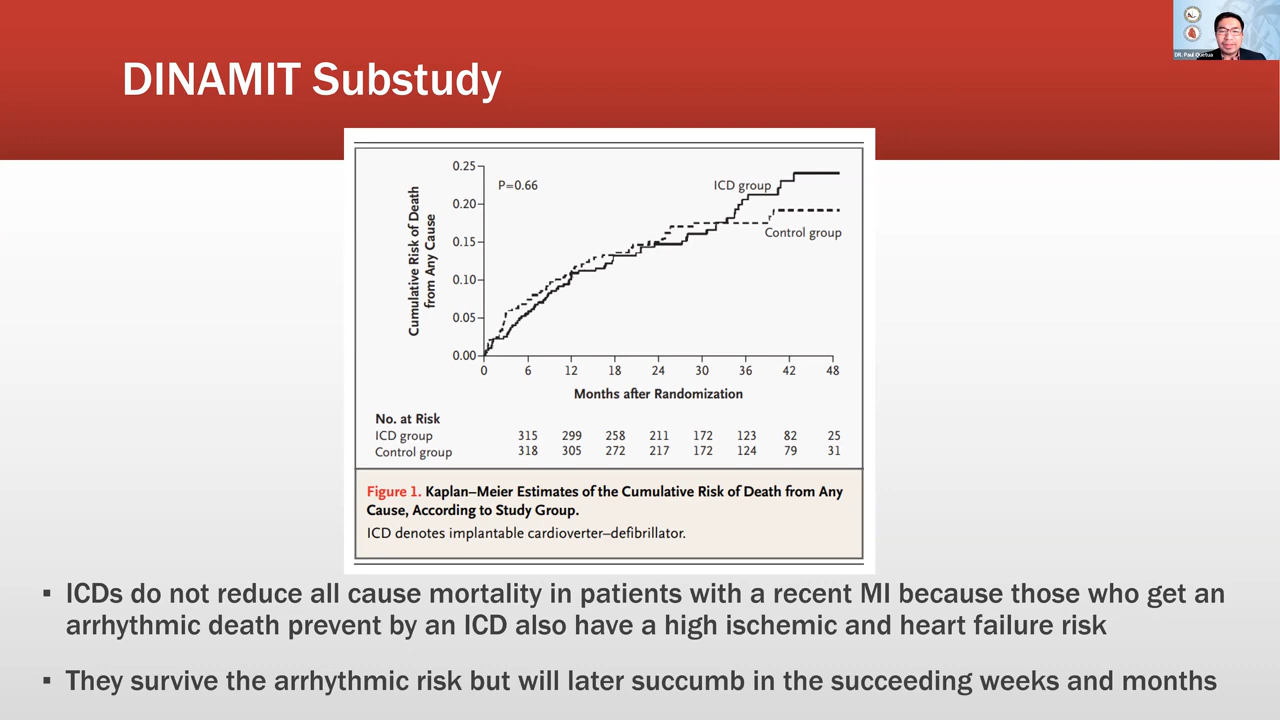 DR. Paul Quetua
DINAMIT Substudy
Cumulative Risk of Death
from Any Cause
0.25
0.20
0.15
0.10
0.05
0.00
P=0.66
ICD group
Control group
0 6 12 18 24 30 36 42 48
Months after Randomization
No. at Risk
ICD group 315 299 258 211 172 123 82 25
Control group 318 305 272 217 172 124 79 31
Figure 1. Kaplan–Meier Estimates of the Cumulative Risk of Death from Any
Cause, According to Study Group.
ICD denotes implantable cardioverter–defibrillator.
▪ ICDs do not reduce all cause mortality in patients with a recent MI because those who get an
arrhythmic death prevent by an ICD also have a high ischemic and heart failure risk
▪ They survive the arrhythmic risk but will later succumb in the succeeding weeks and months